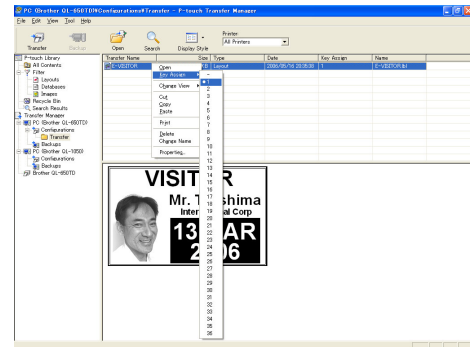 PC (Brother QL-650TD)¥Configurations¥Transfer - P-touch Transfer Manager
File Edit View Tool Help
Transfer Backup Open Search Display Style
Printer
All Printers
P-touch Library
All Contents
Filter
Layouts
Databases
Images
Recycle Bin
Search Results
Transfer Manager
PC (Brother QL-650TD)
Configurations
Transfer
Backups
PC (Brother QL-1050)
Configurations
Backups
Brother QL-650TD
Transfer Name Size Type Date Key Assign Name
E-VISITOR Layout 1 E-VISITOR.lbl
Open
Key Assign
Change View
Cut
Copy
Paste
Print
Delete
Change Name
Properties...
-
1
2
3
4
5
6
7
8
9
10
11
12
13
14
15
16
17
18
19
20
21
22
23
24
25
26
27
28
29
30
31
32
33
34
35
36
VISIT R
Mr. T shima
Inter al Corp
13 AR
2 06